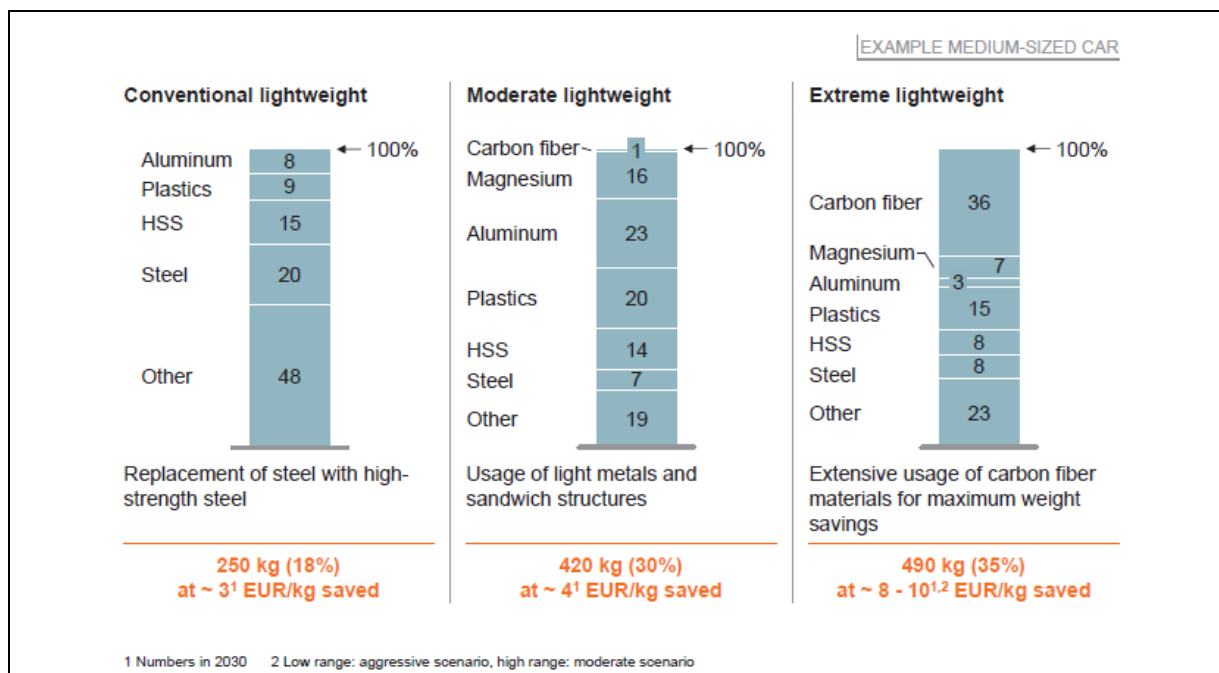 EXAMPLE MEDIUM-SIZED CAR
Conventional lightweight
100%
Aluminum 8
Plastics 9
HSS 15
Steel 20
Other 48
Replacement of steel with high-
strength steel
250 kg (18%)
at ~ 3¹ EUR/kg saved
Moderate lightweight
Carbon fiber 1 100%
Magnesium 16
Aluminum 23
Plastics 20
HSS 14
Steel 7
Other 19
Usage of light metals and
sandwich structures
420 kg (30%)
at ~ 4¹ EUR/kg saved
Extreme lightweight
100%
Carbon fiber 36
Magnesium 7
Aluminum 3
Plastics 15
HSS 8
Steel 8
Other 23
Extensive usage of carbon fiber
materials for maximum weight
savings
490 kg (35%)
at ~ 8 - 10¹,² EUR/kg saved
1 Numbers in 2030 2 Low range: aggressive scenario, high range: moderate scenario